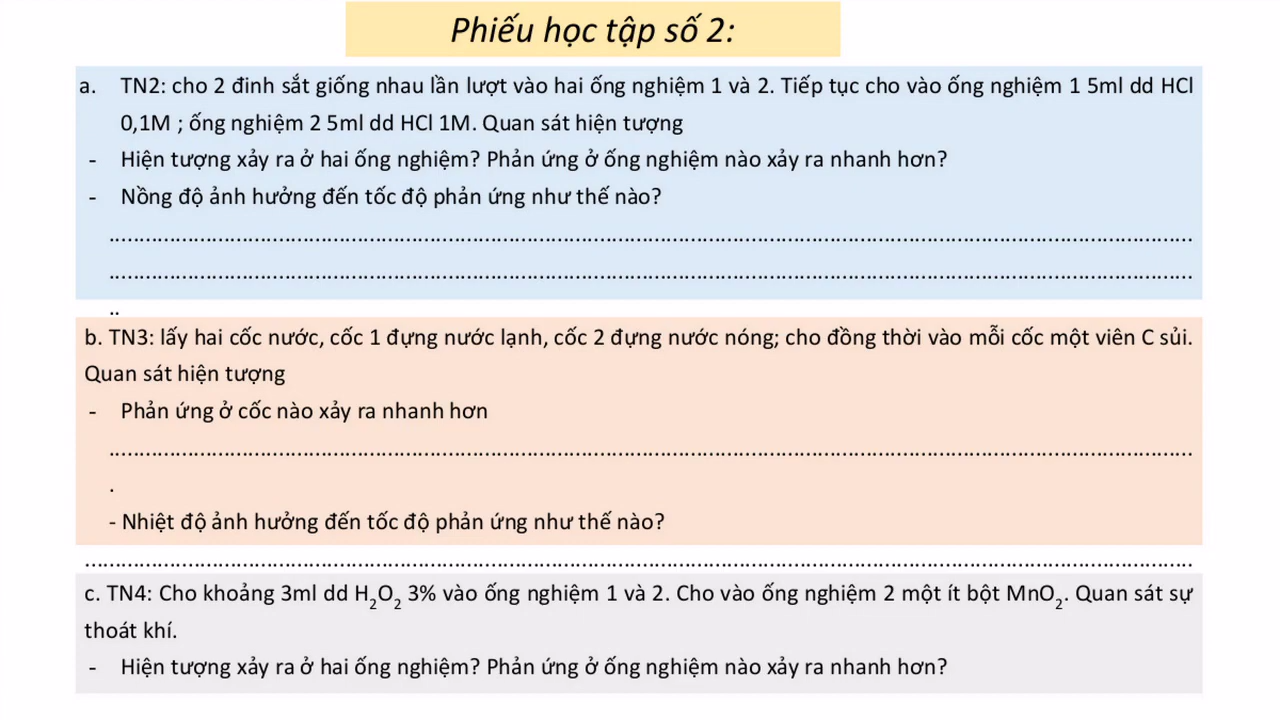 Phiếu học tập số 2:
a. TN2: cho 2 đinh sắt giống nhau lần lượt vào hai ống nghiệm 1 và 2. Tiếp tục cho vào ống nghiệm 1 5ml dd HCl
0,1M ; ống nghiệm 2 5ml dd HCl 1M. Quan sát hiện tượng
- Hiện tượng xảy ra ở hai ống nghiệm? Phản ứng ở ống nghiệm nào xảy ra nhanh hơn?
- Nồng độ ảnh hưởng đến tốc độ phản ứng như thế nào?
................................................................................................................................................................................
................................................................................................................................................................................
..
b. TN3: lấy hai cốc nước, cốc 1 đựng nước lạnh, cốc 2 đựng nước nóng; cho đồng thời vào mỗi cốc một viên C sủi.
Quan sát hiện tượng
- Phản ứng ở cốc nào xảy ra nhanh hơn
................................................................................................................................................................................
.
- Nhiệt độ ảnh hưởng đến tốc độ phản ứng như thế nào?
....................................................................................................................................................................................
c. TN4: Cho khoảng 3ml dd H₂O₂ 3% vào ống nghiệm 1 và 2. Cho vào ống nghiệm 2 một ít bột MnO₂. Quan sát sự
thoát khí.
- Hiện tượng xảy ra ở hai ống nghiệm? Phản ứng ở ống nghiệm nào xảy ra nhanh hơn?